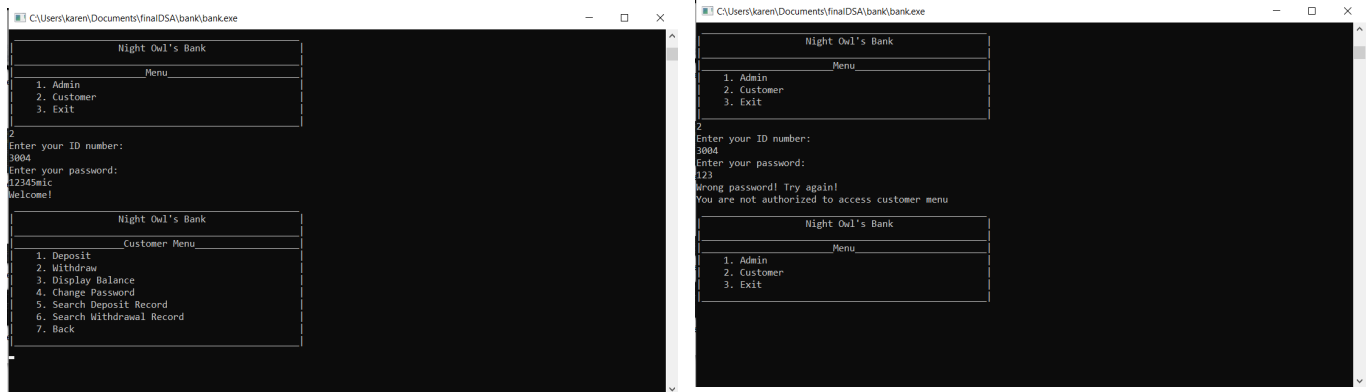 C:\Users\karen\Documents\finalDSA\bank\bank.exe
Night Owl's Bank
Menu
1. Admin
2. Customer
3. Exit
2
Enter your ID number:
3004
Enter your password:
12345mic
Welcome!
Night Owl's Bank
Customer Menu
1. Deposit
2. Withdraw
3. Display Balance
4. Change Password
5. Search Deposit Record
6. Search Withdrawal Record
7. Back
C:\Users\karen\Documents\finalDSA\bank\bank.exe
Night Owl's Bank
Menu
1. Admin
2. Customer
3. Exit
2
Enter your ID number:
3004
Enter your password:
123
Wrong password! Try again!
You are not authorized to access customer menu
Night Owl's Bank
Menu
1. Admin
2. Customer
3. Exit